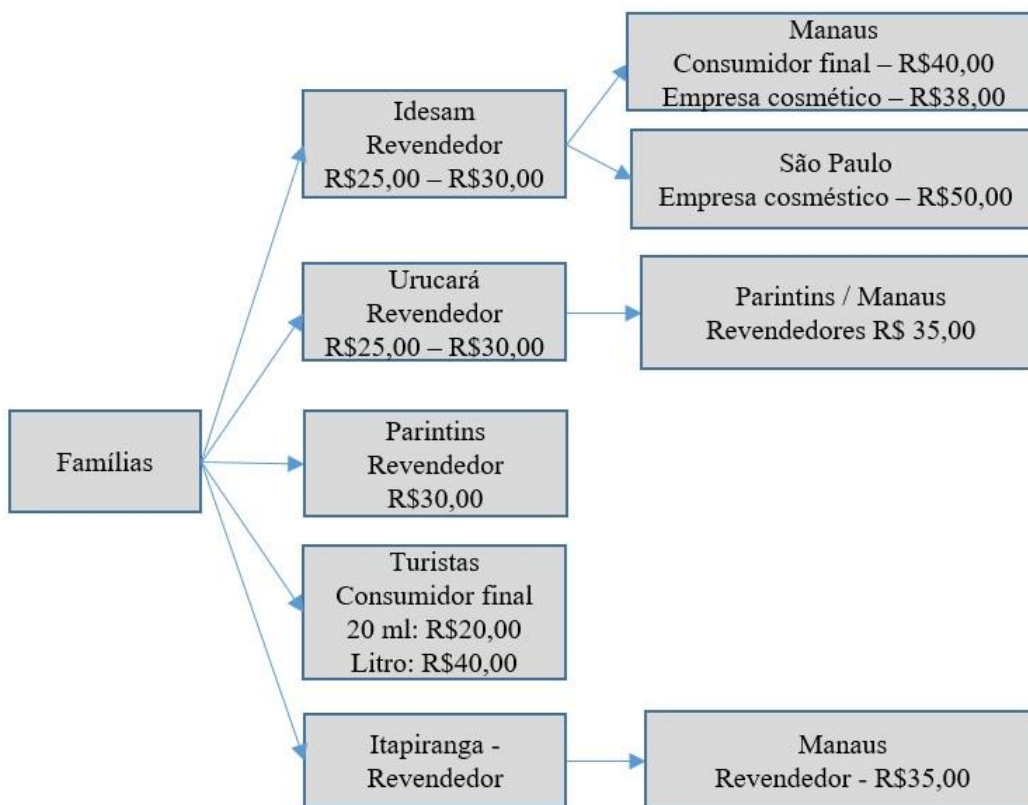 Famílias
Idesam
Revendedor
R$25,00 – R$30,00
Manaus
Consumidor final – R$40,00
Empresa cosmético – R$38,00
São Paulo
Empresa cosméstico – R$50,00
Urucará
Revendedor
R$25,00 – R$30,00
Parintins / Manaus
Revendedores R$ 35,00
Parintins
Revendedor
R$30,00
Turistas
Consumidor final
20 ml: R$20,00
Litro: R$40,00
Itapiranga -
Revendedor
Manaus
Revendedor - R$35,00